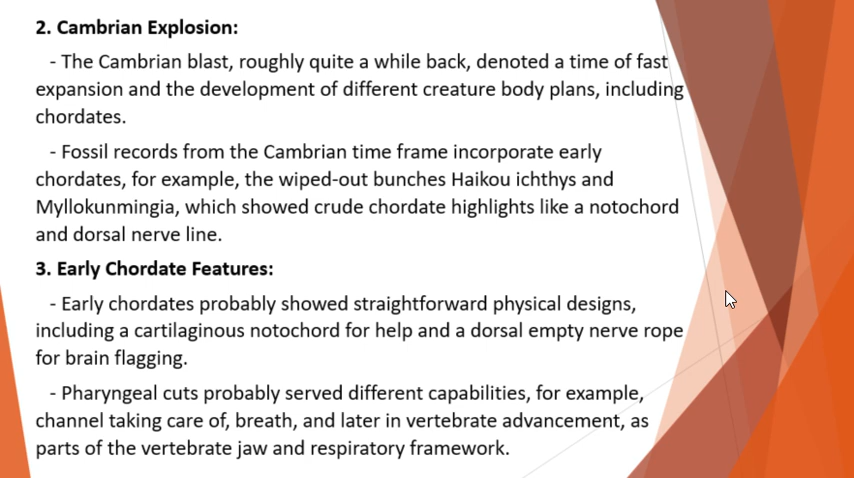 2. Cambrian Explosion:
- The Cambrian blast, roughly quite a while back, denoted a time of fast
expansion and the development of different creature body plans, including
chordates.
- Fossil records from the Cambrian time frame incorporate early
chordates, for example, the wiped-out bunches Haikou ichthys and
Myllokunmingia, which showed crude chordate highlights like a notochord
and dorsal nerve line.
3. Early Chordate Features:
- Early chordates probably showed straightforward physical designs,
including a cartilaginous notochord for help and a dorsal empty nerve rope
for brain flagging.
- Pharyngeal cuts probably served different capabilities, for example,
channel taking care of, breath, and later in vertebrate advancement, as
parts of the vertebrate jaw and respiratory framework.